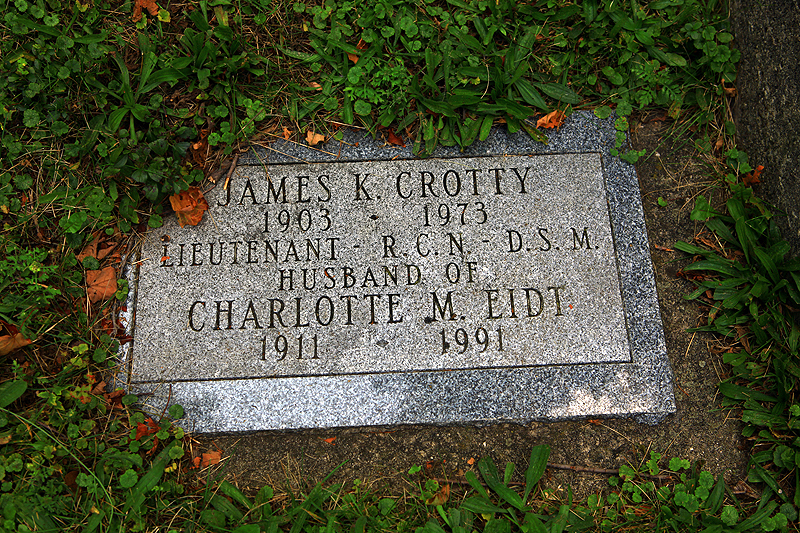 JAMES K. CROTTY
1903 - 1973
LIEUTENANT - R.C.N. - D.S.M.
HUSBAND OF
CHARLOTTE M. EIDT
1911 1991